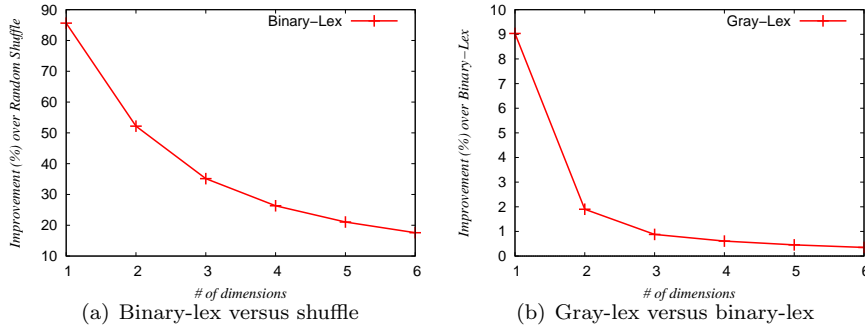 Improvement (%) over Random Shuffle
90
80
70
60
50
40
30
20
10
Binary−Lex
1 2 3 4 5 6
# of dimensions
(a) Binary-lex versus shuffle
Improvement (%) over Binary−Lex
10
9
8
7
6
5
4
3
2
1
0
Gray−Lex
1 2 3 4 5 6
# of dimensions
(b) Gray-lex versus binary-lex